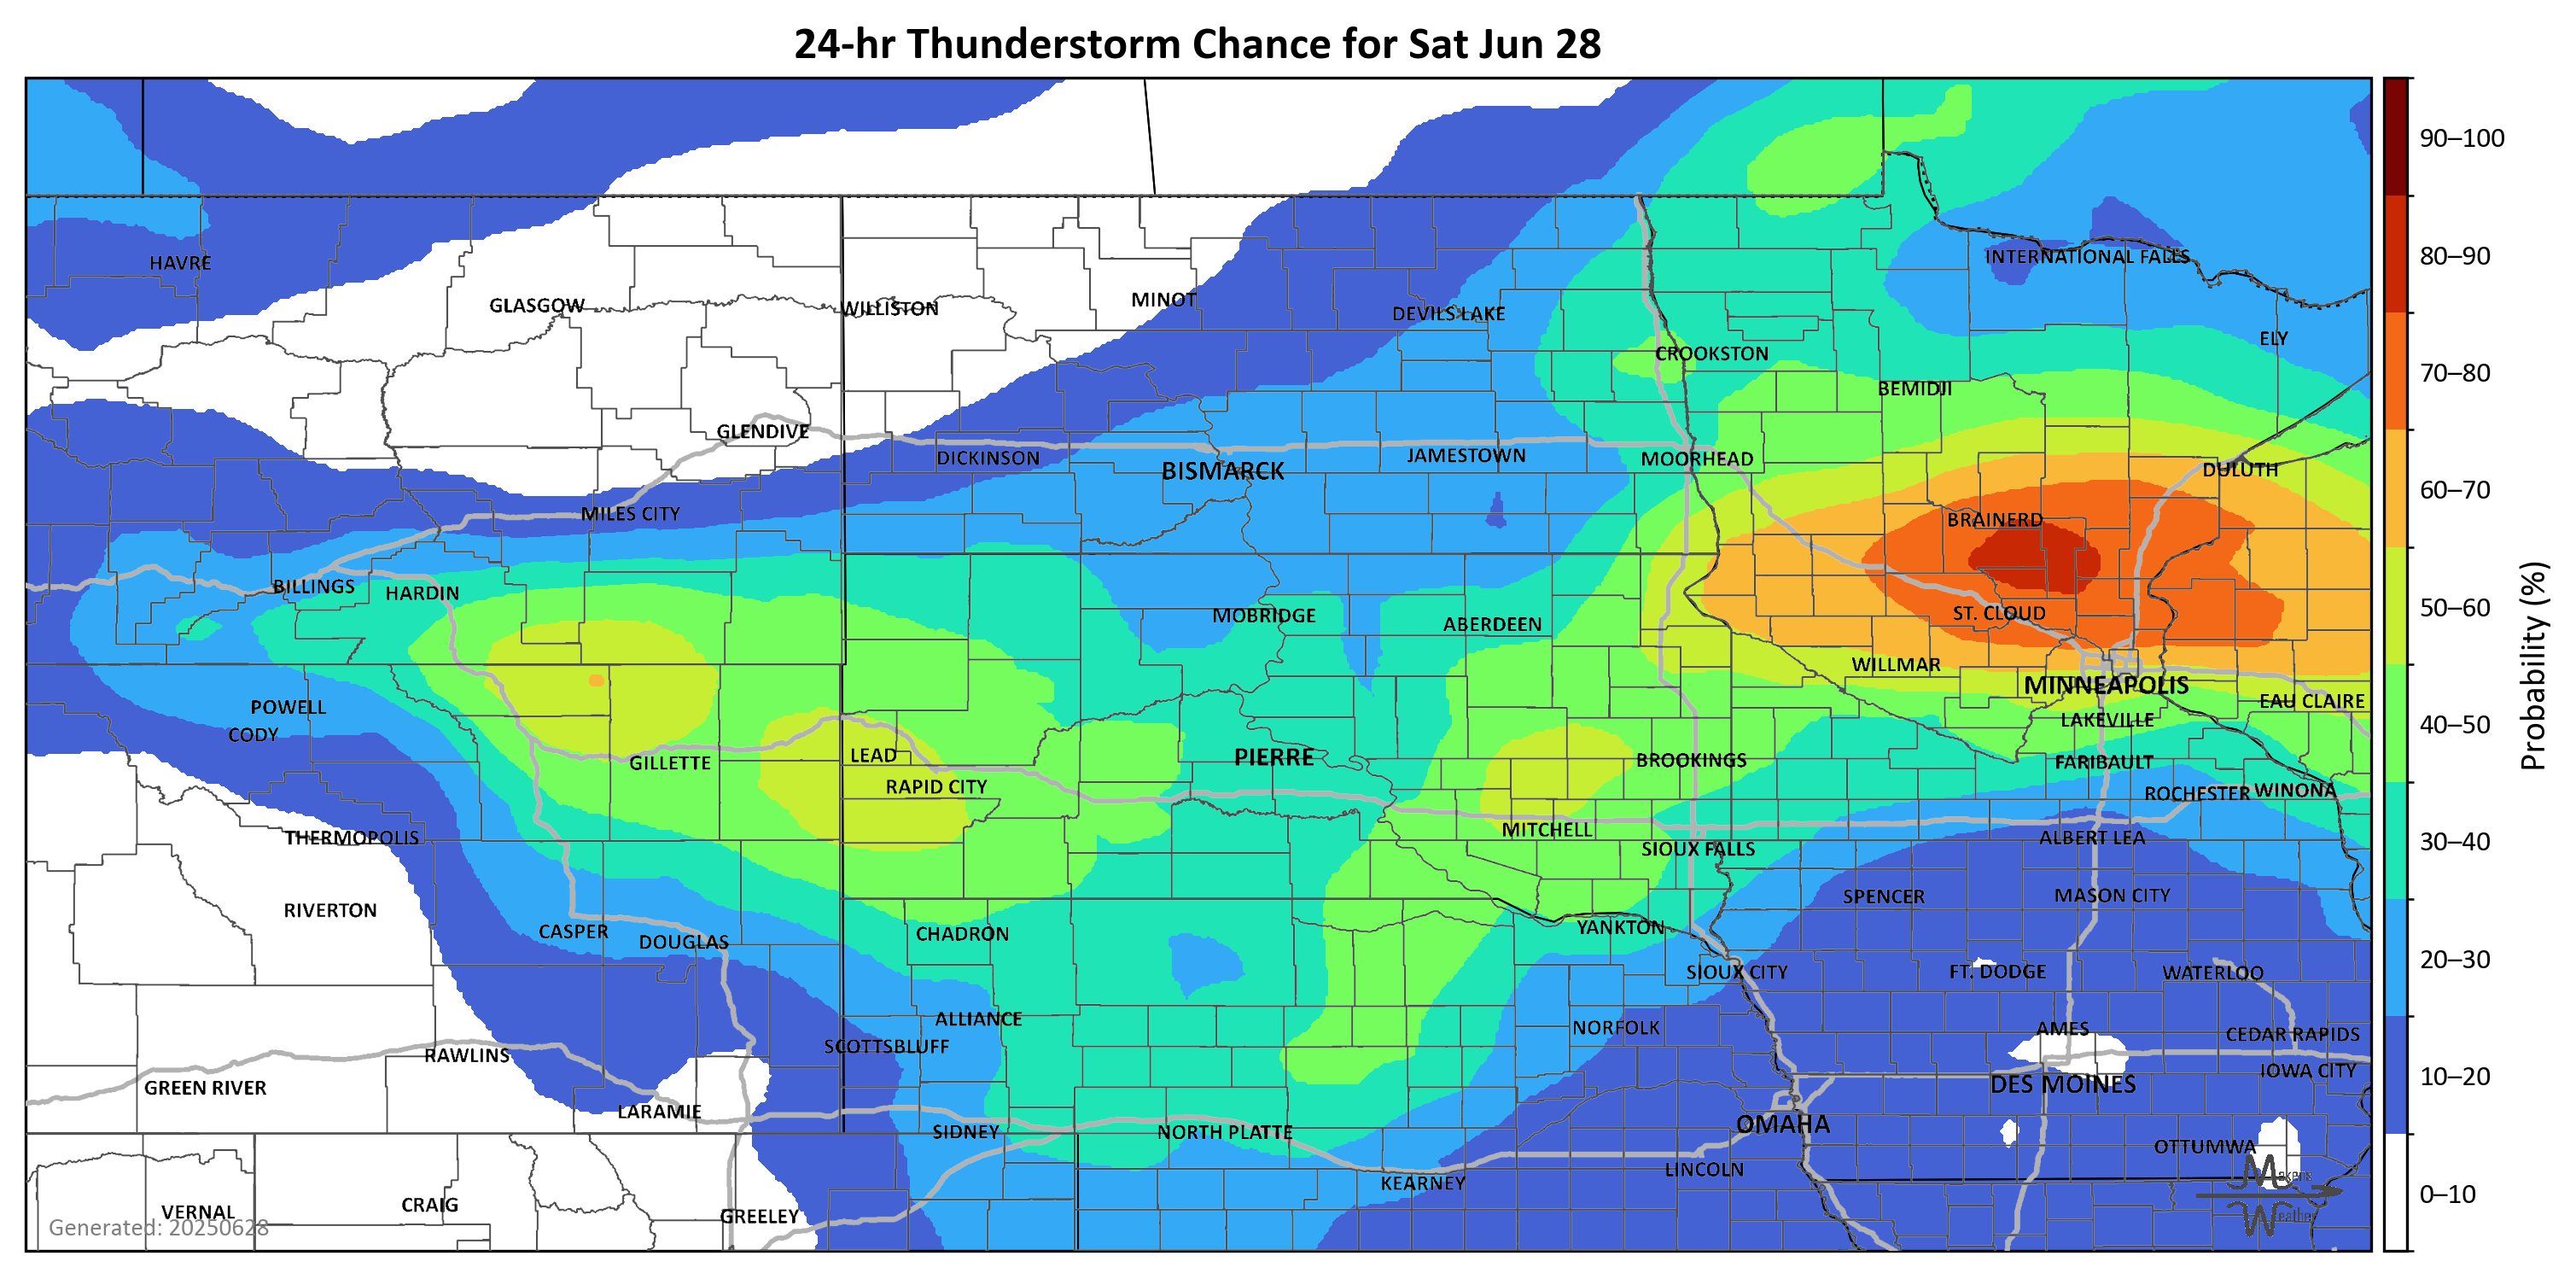 24-hr Thunderstorm Chance for Sat Jun 28
90–100
80–90
70–80
60–70
50–60
40–50
30–40
20–30
10–20
0–10
Probability (%)
HAVRE
INTERNATIONAL FALLS
GLASGOW
WILLISTON
MINOT
DEVILS LAKE
ELY
CROOKSTON
BEMIDJI
GLENDIVE
DICKINSON
BISMARCK
JAMESTOWN
MOORHEAD
DULUTH
MILES CITY
BRAINERD
BILLINGS
HARDIN
MOBRIDGE
ABERDEEN
ST. CLOUD
WILLMAR
MINNEAPOLIS
POWELL
EAU CLAIRE
CODY
LAKEVILLE
GILLETTE
LEAD
PIERRE
BROOKINGS
FARIBAULT
RAPID CITY
ROCHESTER
WINONA
THERMOPOLIS
MITCHELL
ALBERT LEA
SIOUX FALLS
RIVERTON
SPENCER
MASON CITY
CASPER
DOUGLAS
CHADRON
YANKTON
SIOUX CITY
FT. DODGE
WATERLOO
ALLIANCE
NORFOLK
AMES
CEDAR RAPIDS
SCOTTSBLUFF
RAWLINS
GREEN RIVER
DES MOINES
IOWA CITY
LARAMIE
SIDNEY
NORTH PLATTE
OMAHA
OTTUMWA
LINCOLN
KEARNEY
VERNAL
CRAIG
GREELEY
Generated: 20250628
Makens
Weather